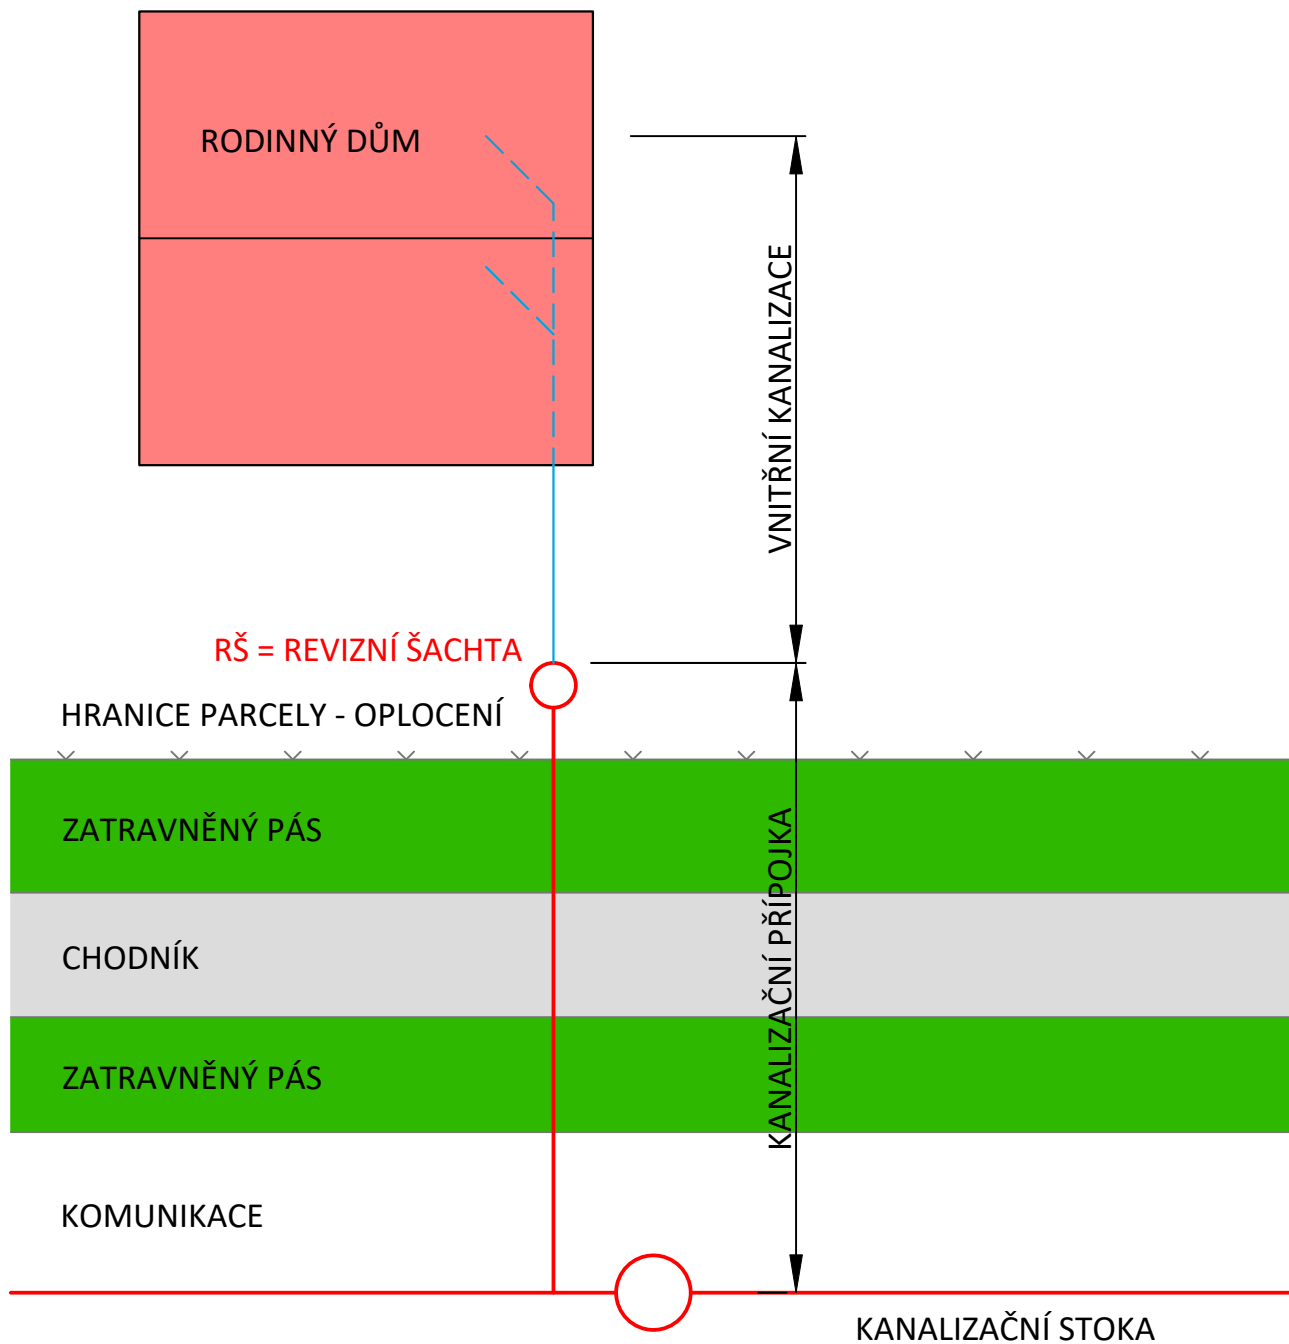 RODINNÝ DŮM
VNITŘNÍ KANALIZACE
RŠ = REVIZNÍ ŠACHTA
HRANICE PARCELY - OPLOCENÍ
ZATRAVNĚNÝ PÁS
KANALIZAČNÍ PŘÍPOJKA
CHODNÍK
ZATRAVNĚNÝ PÁS
KOMUNIKACE
KANALIZAČNÍ STOKA